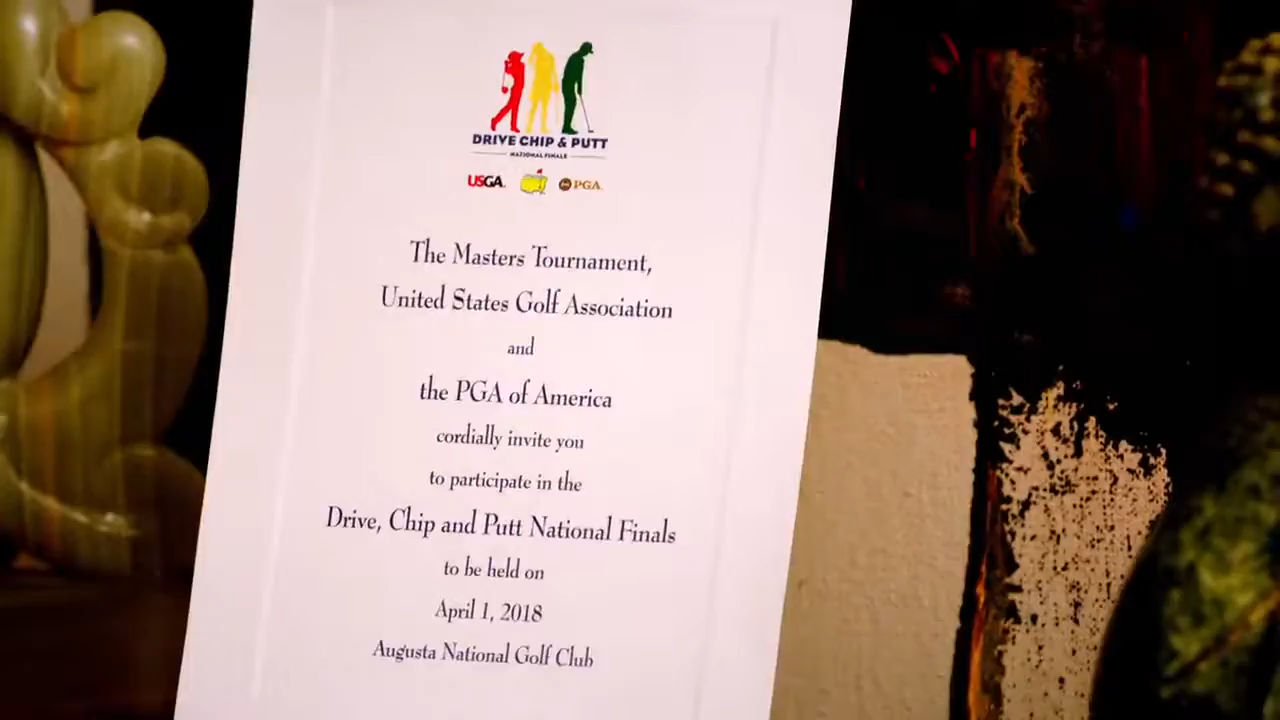 DRIVE CHIP & PUTT
NATIONAL FINALS
USGA. PGA.
The Masters Tournament,
United States Golf Association
and
the PGA of America
cordially invite you
to participate in the
Drive, Chip and Putt National Finals
to be held on
April 1, 2018
Augusta National Golf Club